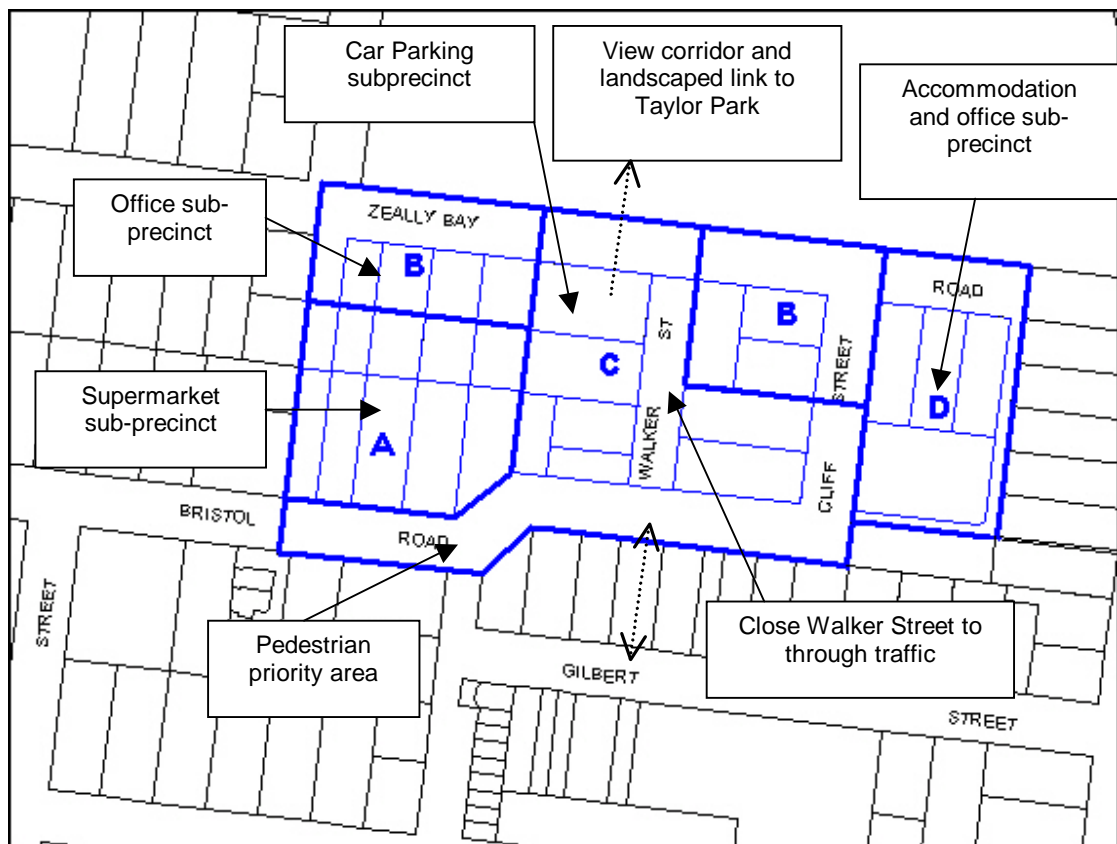 Car Parking
subprecinct
View corridor and
landscaped link to
Taylor Park
Accommodation
and office sub-
precinct
Office sub-
precinct
ZEALLY BAY
ROAD
B
B
ST
C
STREET
D
Supermarket
sub-precinct
A
WALKER
CLIFF
BRISTOL
ROAD
STREET
Pedestrian
priority area
Close Walker Street to
through traffic
GILBERT
STREET